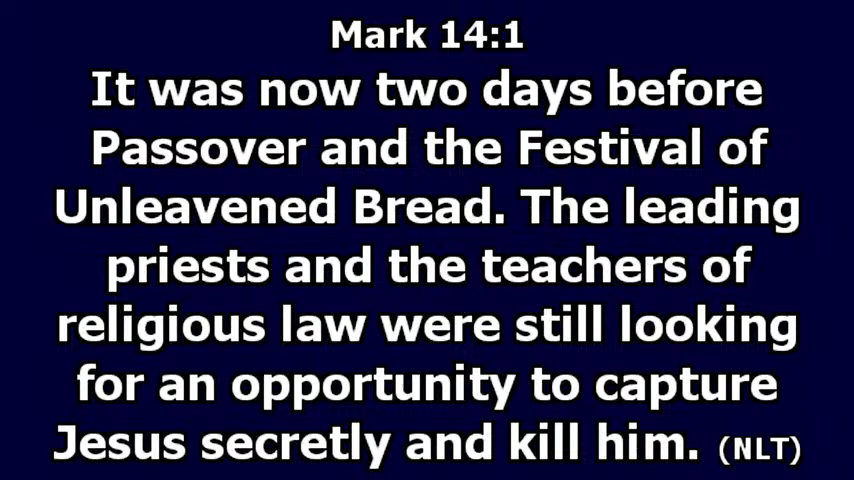 Mark 14:1
It was now two days before
Passover and the Festival of
Unleavened Bread. The leading
priests and the teachers of
religious law were still looking
for an opportunity to capture
Jesus secretly and kill him. (NLT)